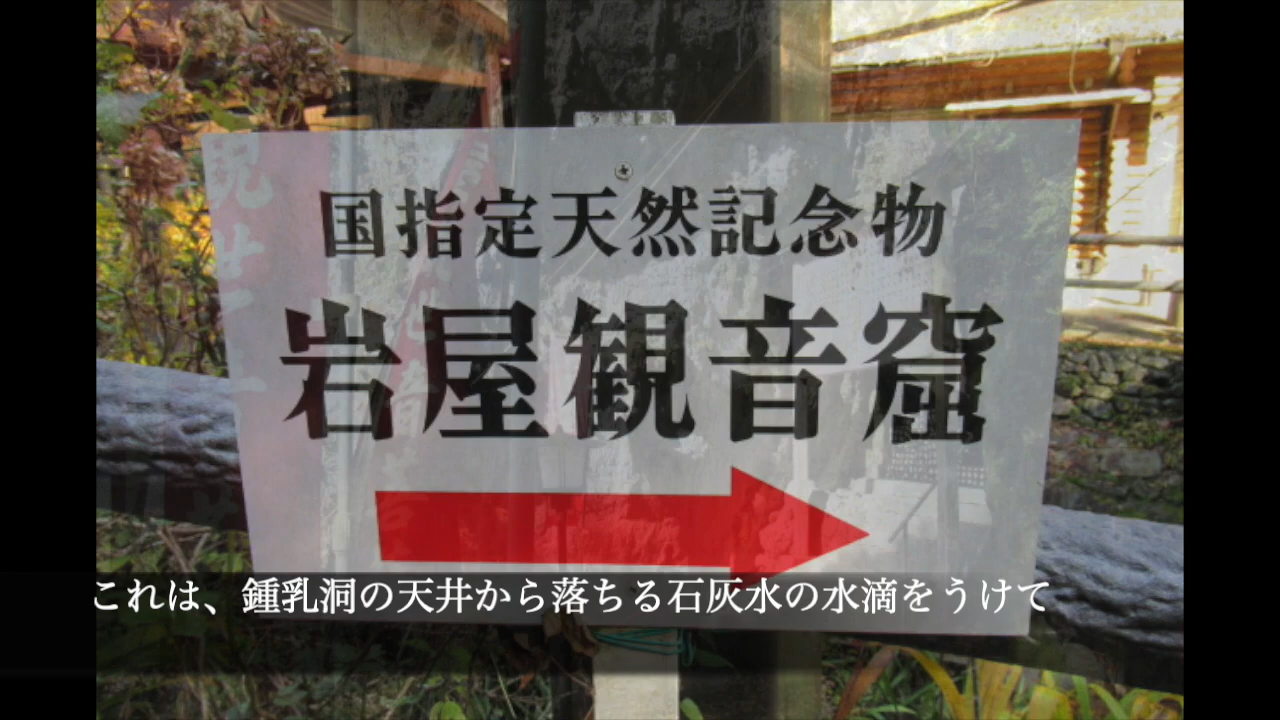 国指定天然記念物
岩屋観音窟
これは、鍾乳洞の天井から落ちる石灰水の水滴をうけて